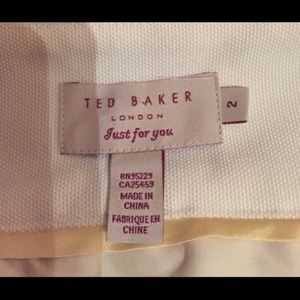 TED BAKER
LONDON
Just for you
2
RN95229
CA25453
MADE IN
CHINA
FABRIQUE EN
CHINE